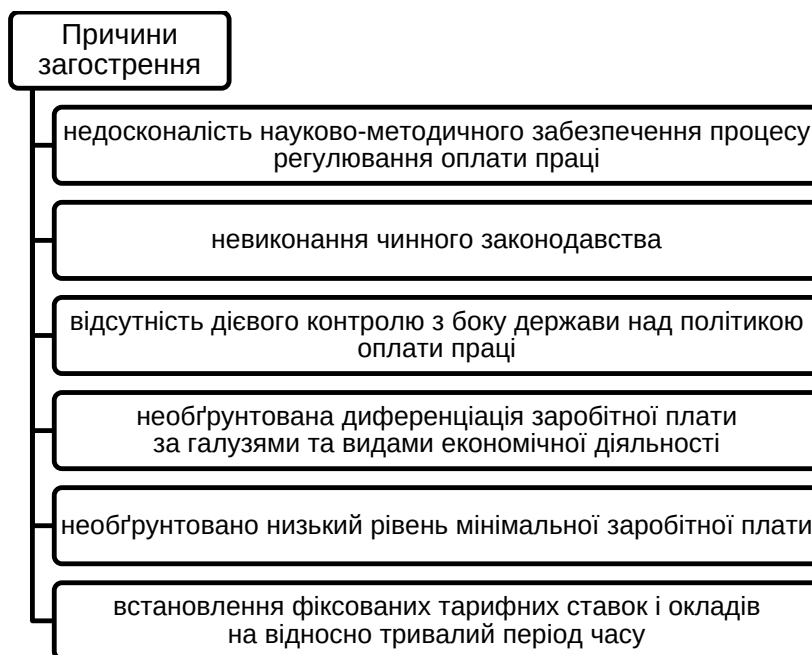 Причини
загострення
недосконалість науково-методичного забезпечення процесу
регулювання оплати праці
невиконання чинного законодавства
відсутність дієвого контролю з боку держави над політикою
оплати праці
необґрунтована диференціація заробітної плати
за галузями та видами економічної діяльності
необґрунтовано низький рівень мінімальної заробітної плати
встановлення фіксованих тарифних ставок і окладів
на відносно тривалий період часу